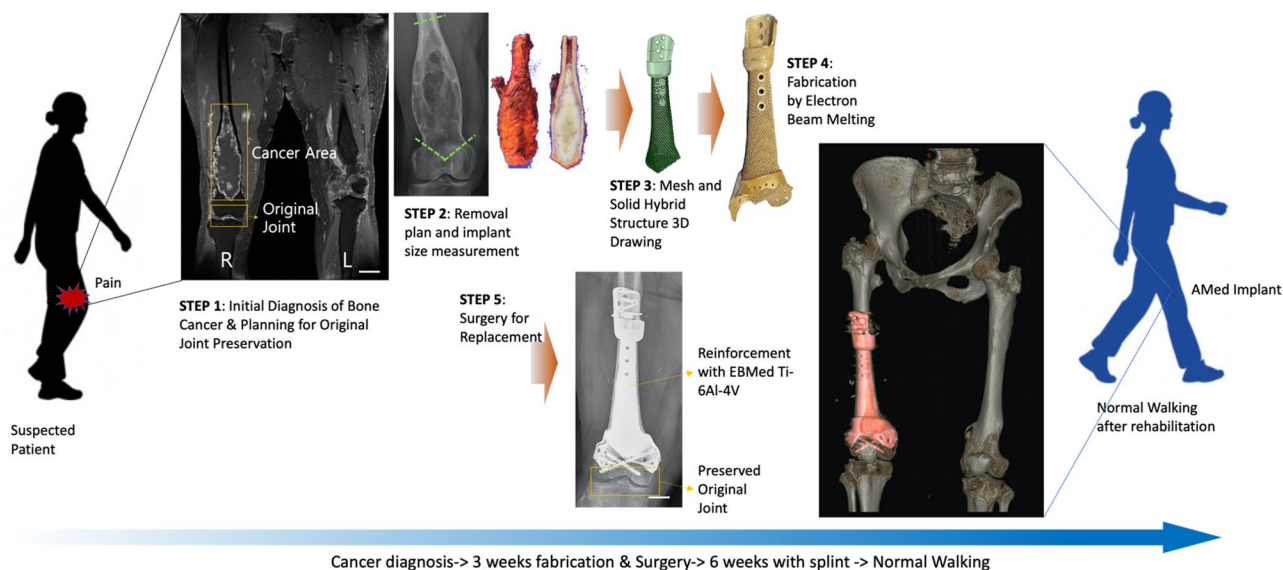 Pain
Suspected
Patient
Cancer Area
Original
Joint
R
L
STEP 1: Initial Diagnosis of Bone
Cancer & Planning for Original
Joint Preservation
STEP 2: Removal
plan and implant
size measurement
STEP 3: Mesh and
Solid Hybrid
Structure 3D
Drawing
STEP 4:
Fabrication
by Electron
Beam Melting
STEP 5:
Surgery for
Replacement
Reinforcement
with EBMed Ti-
6Al-4V
Preserved
Original
Joint
AMed Implant
Normal Walking
after rehabilitation
Cancer diagnosis-> 3 weeks fabrication & Surgery-> 6 weeks with splint -> Normal Walking